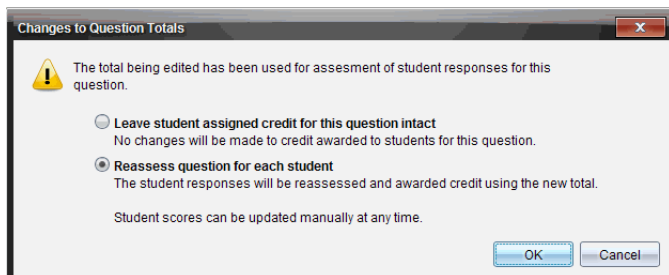 Changes to Question Totals
The total being edited has been used for assesment of student responses for this
question.
Leave student assigned credit for this question intact
No changes will be made to credit awarded to students for this question.
Reassess question for each student
The student responses will be reassessed and awarded credit using the new total.
Student scores can be updated manually at any time.
OK
Cancel